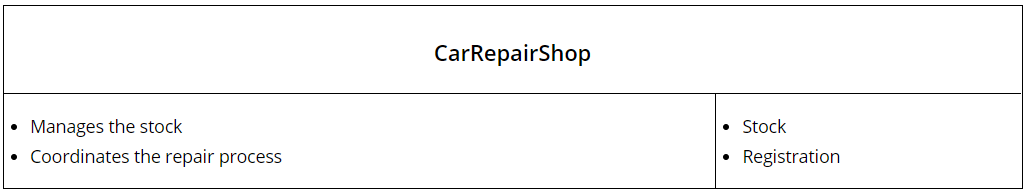 CarRepairShop
• Manages the stock
• Coordinates the repair process
• Stock
• Registration